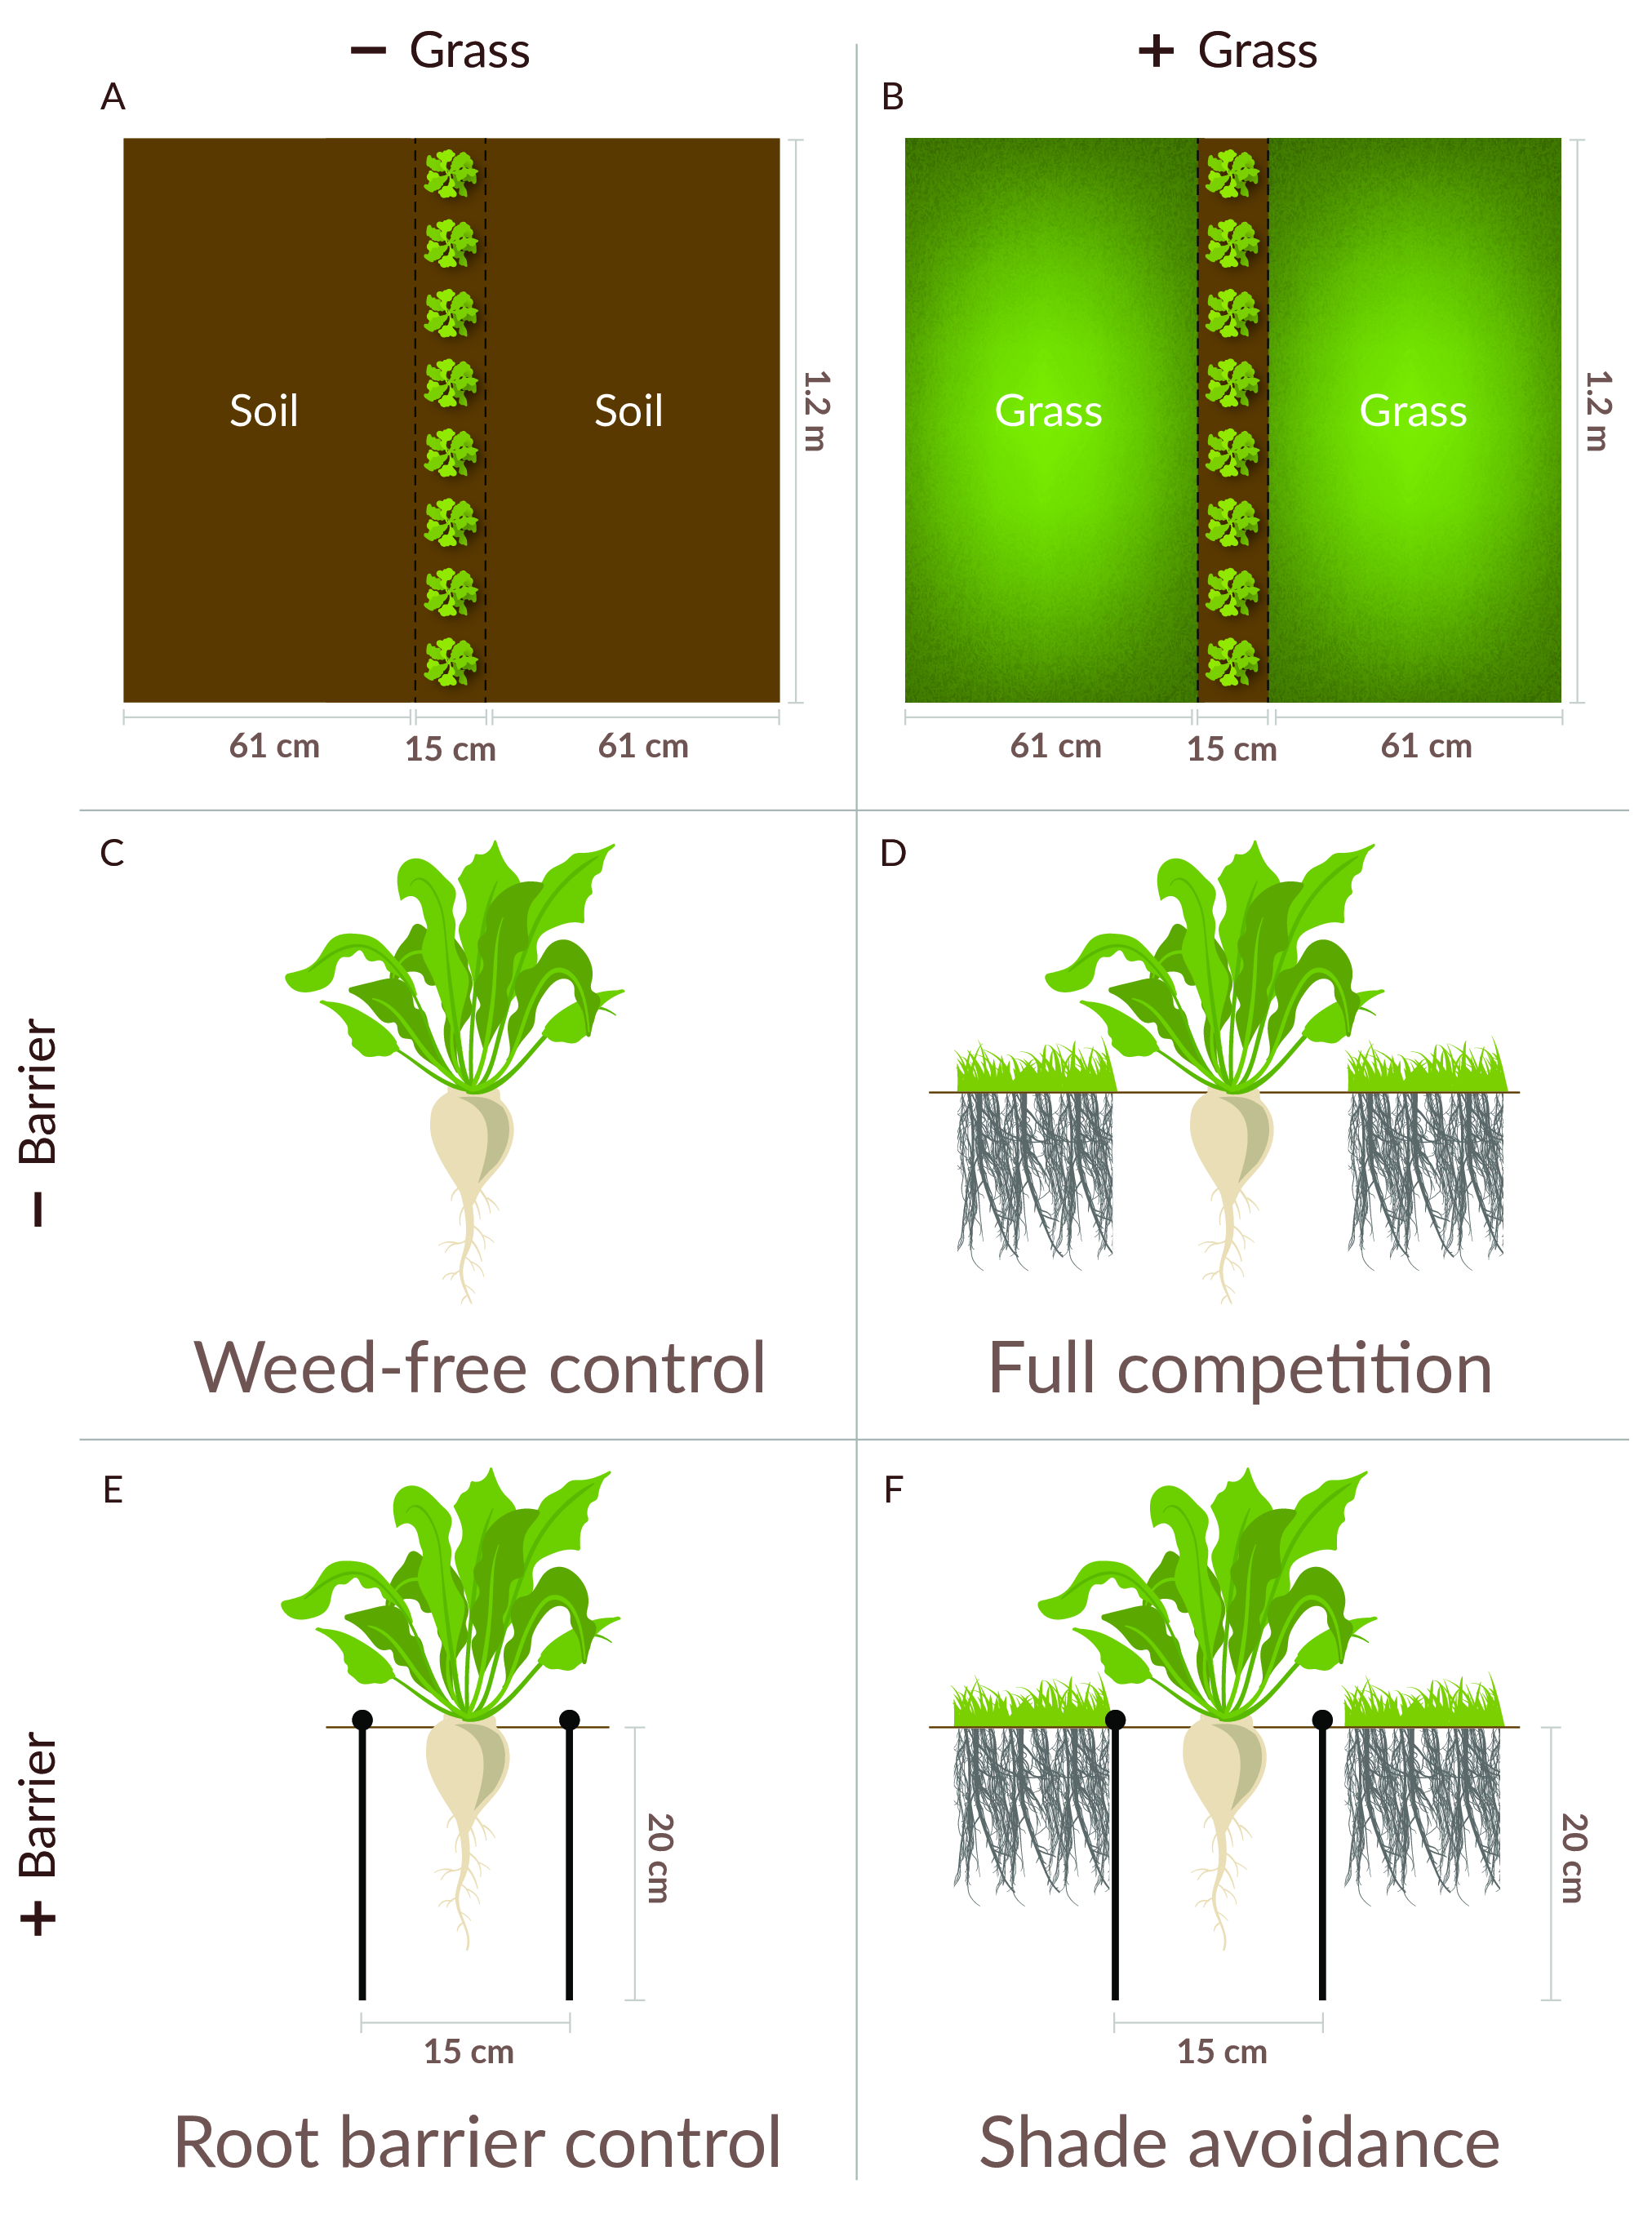 − Grass
+ Grass
A
B
Soil
Soil
1.2 m
Grass
Grass
1.2 m
61 cm
15 cm
61 cm
61 cm
15 cm
61 cm
− Barrier
C
D
Weed-free control
Full competition
+ Barrier
E
F
20 cm
20 cm
15 cm
15 cm
Root barrier control
Shade avoidance